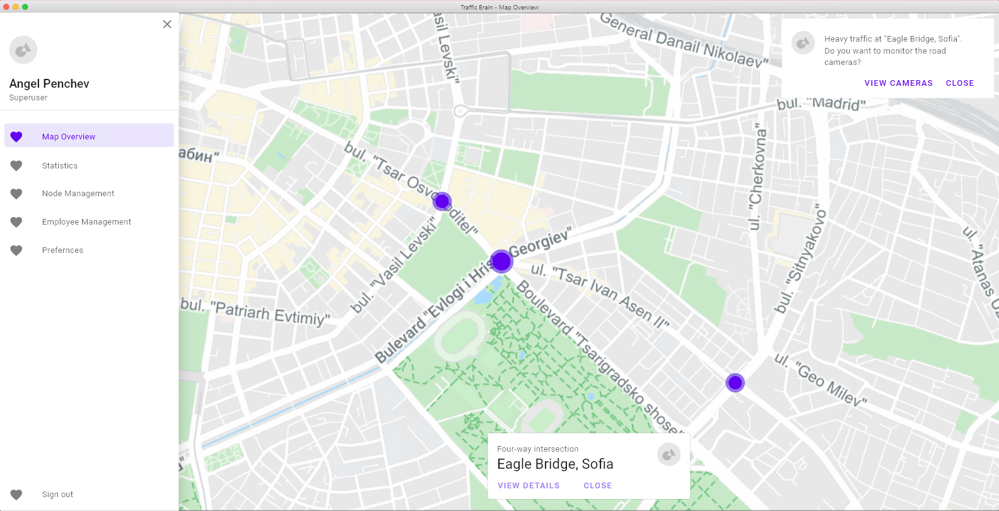 Traffic Brain - Map Overview
Angel Penchev
Superuser
Map Overview
Statistics
Node Management
Employee Management
Prefernces
Sign out
Heavy traffic at "Eagle Bridge, Sofia".
Do you want to monitor the road
cameras?
VIEW CAMERAS CLOSE
asil Levski"
General Danail Nikolaev"
bul. "Madrid"
абин“
bul. "Tsar Osvo
oditel"
ul. "Cherkovna"
bul. "Vasil Levski"
Georgiev"
Bulevard "Evlogi i Hris
ul. "Tsar Ivan Asen II"
bul. "Sitnyakovo"
ul. "Atanas Uz
bul. "Patriarh Evtimiy"
Boulevard "Tsarigradsko shose"
ul. "Geo Milev"
a"
Four-way intersection
Eagle Bridge, Sofia
VIEW DETAILS CLOSE